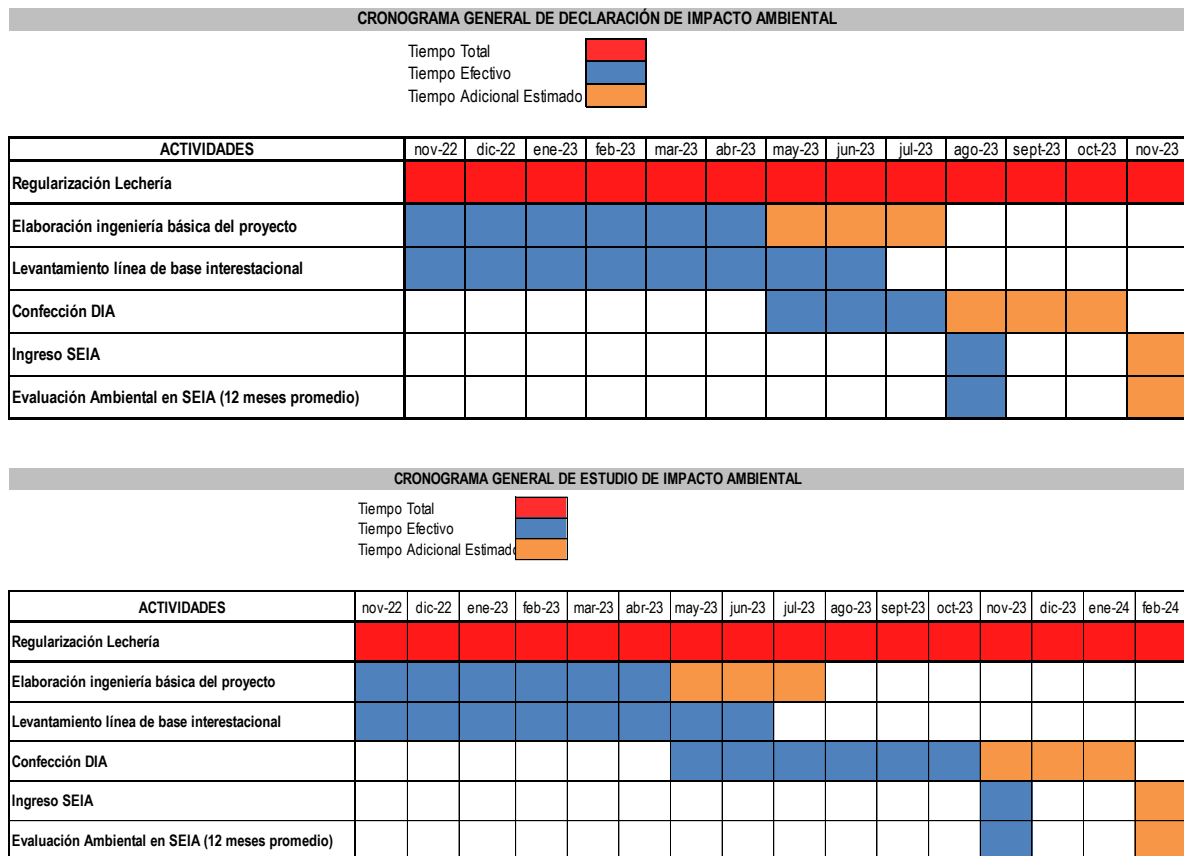 CRONOGRAMA GENERAL DE DECLARACIÓN DE IMPACTO AMBIENTAL
Tiempo Total
Tiempo Efectivo
Tiempo Adicional Estimado
ACTIVIDADES nov-22 dic-22 ene-23 feb-23 mar-23 abr-23 may-23 jun-23 jul-23 ago-23 sept-23 oct-23 nov-23
Regularización Lechería
Elaboración ingeniería básica del proyecto
Levantamiento línea de base interestacional
Confección DIA
Ingreso SEIA
Evaluación Ambiental en SEIA (12 meses promedio)
CRONOGRAMA GENERAL DE ESTUDIO DE IMPACTO AMBIENTAL
Tiempo Total
Tiempo Efectivo
Tiempo Adicional Estimado
ACTIVIDADES nov-22 dic-22 ene-23 feb-23 mar-23 abr-23 may-23 jun-23 jul-23 ago-23 sept-23 oct-23 nov-23 dic-23 ene-24 feb-24
Regularización Lechería
Elaboración ingeniería básica del proyecto
Levantamiento línea de base interestacional
Confección DIA
Ingreso SEIA
Evaluación Ambiental en SEIA (12 meses promedio)